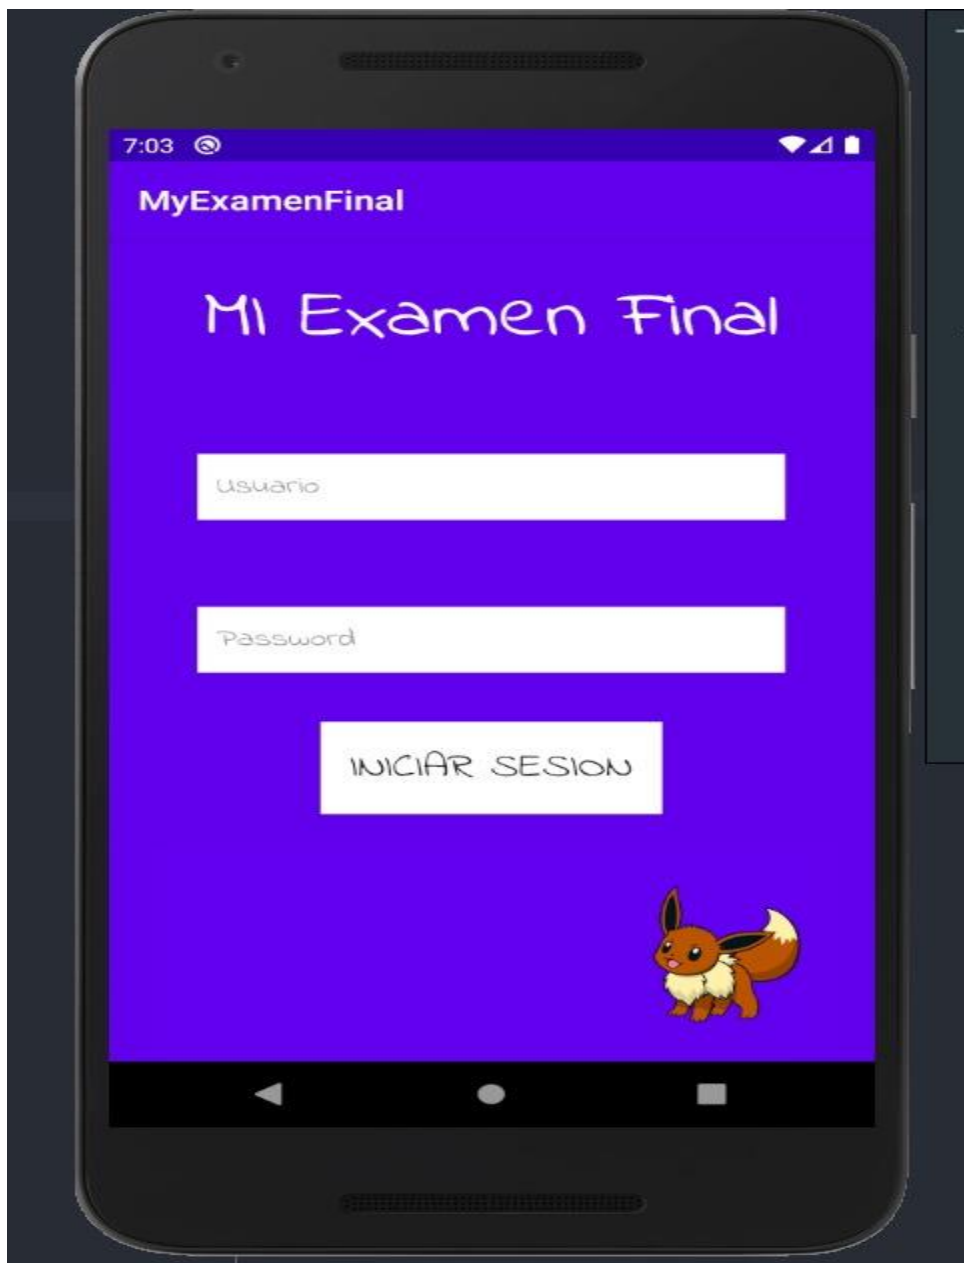 7:03
MyExamenFinal
MI Examen Final
Usuario
Password
INICIAR SESION